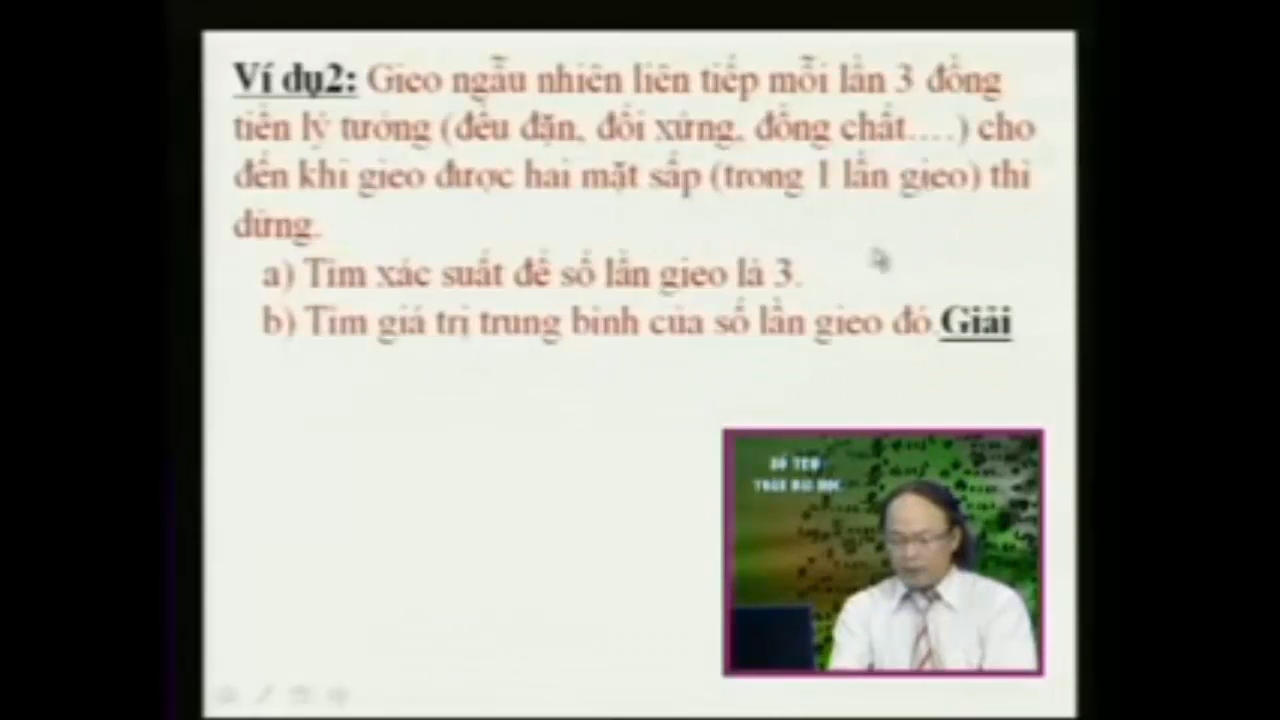 Ví dụ2: Gieo ngẫu nhiên liên tiếp mỗi lần 3 đồng
tiền lý tưởng (đều đặn, đối xứng, đồng chất....) cho
đến khi gieo được hai mặt sấp (trong 1 lần gieo) thì
dừng.
a) Tìm xác suất để số lần gieo là 3.
b) Tìm giá trị trung bình của số lần gieo đó.Giải